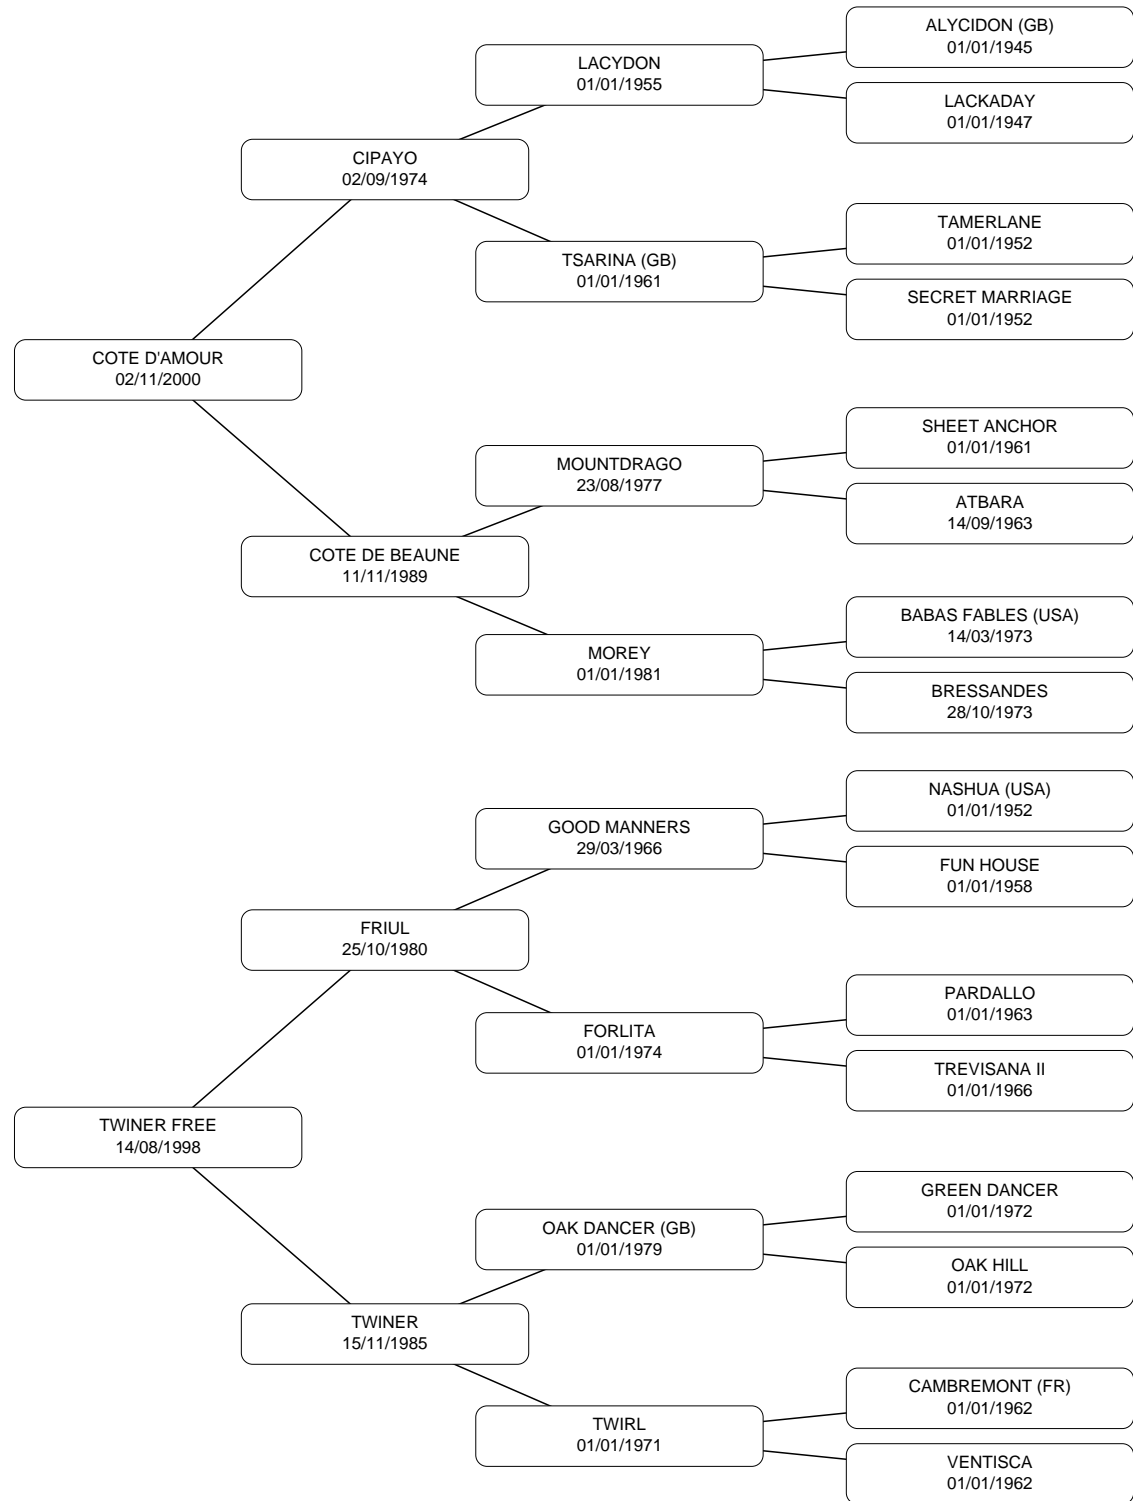 ALYCIDON (GB)
01/01/1945
LACYDON
01/01/1955
LACKADAY
01/01/1947
CIPAYO
02/09/1974
TAMERLANE
01/01/1952
TSARINA (GB)
01/01/1961
SECRET MARRIAGE
01/01/1952
COTE D'AMOUR
02/11/2000
SHEET ANCHOR
01/01/1961
MOUNTDRAGO
23/08/1977
ATBARA
14/09/1963
COTE DE BEAUNE
11/11/1989
BABAS FABLES (USA)
14/03/1973
MOREY
01/01/1981
BRESSANDES
28/10/1973
NASHUA (USA)
01/01/1952
GOOD MANNERS
29/03/1966
FUN HOUSE
01/01/1958
FRIUL
25/10/1980
PARDALLO
01/01/1963
FORLITA
01/01/1974
TREVISANA II
01/01/1966
TWINER FREE
14/08/1998
GREEN DANCER
01/01/1972
OAK DANCER (GB)
01/01/1979
OAK HILL
01/01/1972
TWINER
15/11/1985
CAMBREMONT (FR)
01/01/1962
TWIRL
01/01/1971
VENTISCA
01/01/1962